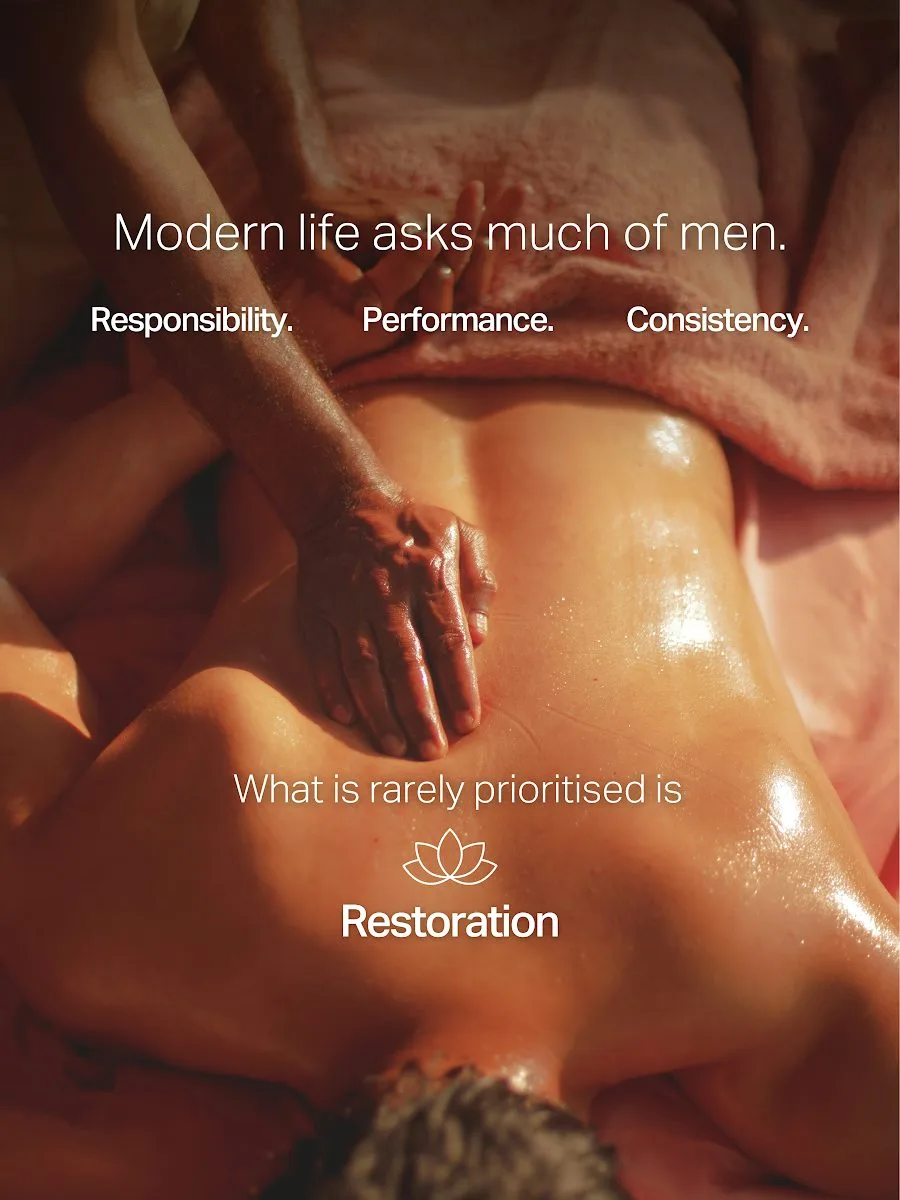 Modern life asks much of men.
Responsibility. Performance. Consistency.
What is rarely prioritised is
Restoration